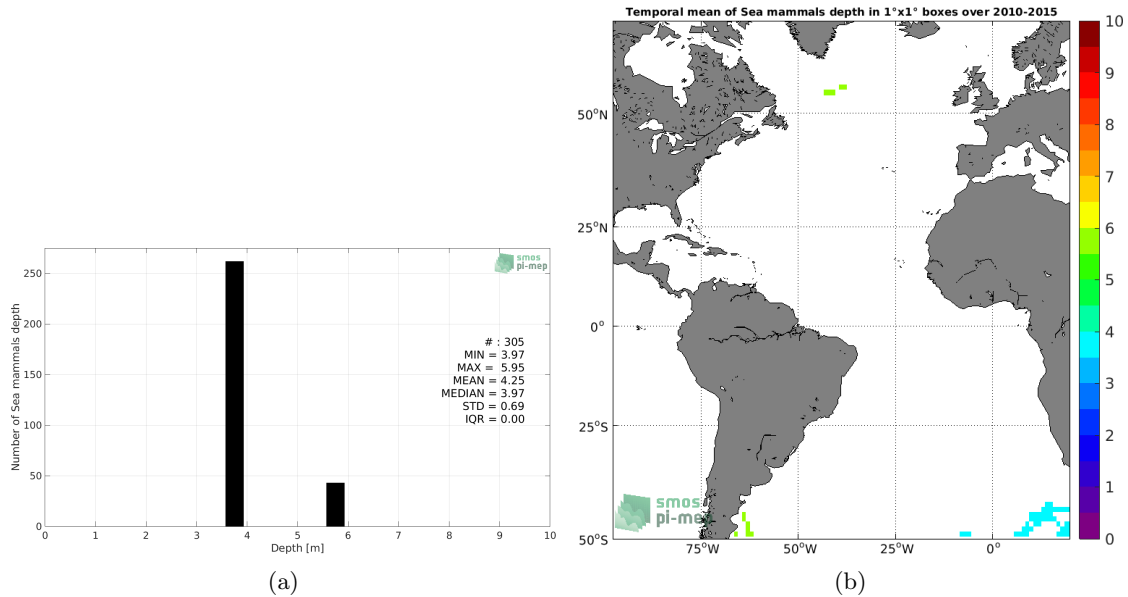 Temporal mean of Sea mammals depth in 1°x1° boxes over 2010-2015
smos
pi-mep
# : 305
MIN = 3.97
MAX = 5.95
MEAN = 4.25
MEDIAN = 3.97
STD = 0.69
IQR = 0.00
Number of Sea mammals depth
250
200
150
100
50
0
0 1 2 3 4 5 6 7 8 9 10
Depth [m]
(a)
50°N
25°N
0°
25°S
50°S
75°W 50°W 25°W 0°
smos
pi-mep
10
9
8
7
6
5
4
3
2
1
0
(b)